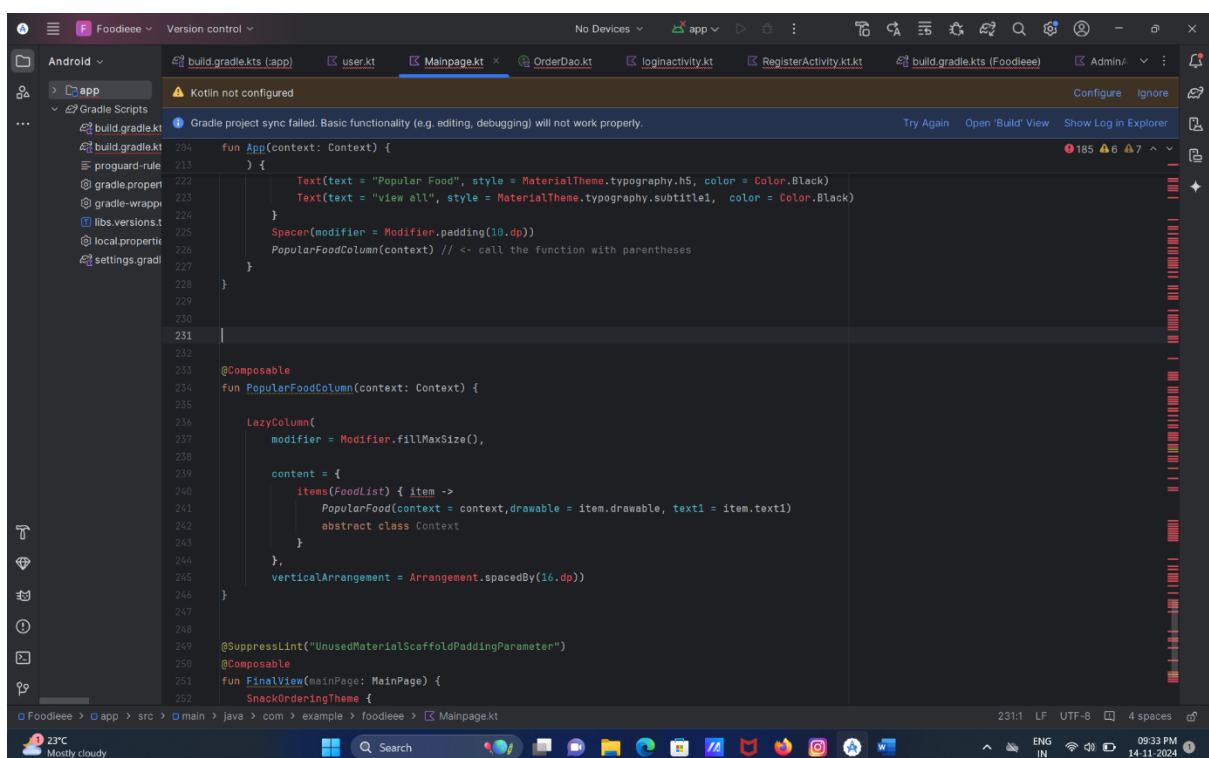 F Foodieee Version control No Devices app
Android build.gradle.kts (:app) user.kt Mainpage.kt OrderDao.kt loginactivity.kt RegisterActivity.kt.kt build.gradle.kts (Foodieee) Admin
app
Kotlin not configured Configure Ignore
Gradle Scripts
Gradle project sync failed. Basic functionality (e.g. editing, debugging) will not work properly. Try Again Open 'Build' View Show Log in Explorer
build.gradle.kt
build.gradle.kt
proguard-rule
gradle.propert
gradle-wrapp
libs.versions.t
local.propertie
settings.gradl
185 6 7
204 fun App(context: Context) {
213 ) {
222 Text(text = "Popular Food", style = MaterialTheme.typography.h5, color = Color.Black)
223 Text(text = "view all", style = MaterialTheme.typography.subtitle1, color = Color.Black)
224 }
225 Spacer(modifier = Modifier.padding(10.dp))
226 PopularFoodColumn(context) // <- call the function with parentheses
227 }
228 }
229
230
231
232
233 @Composable
234 fun PopularFoodColumn(context: Context) {
235
236 LazyColumn(
237 modifier = Modifier.fillMaxSize(),
238
239 content = {
240 items(FoodList) { item ->
241 PopularFood(context = context,drawable = item.drawable, text1 = item.text1)
242 abstract class Context
243 }
244 },
245 verticalArrangement = Arrangement.spacedBy(16.dp))
246 }
247
248
249 @SuppressLint("UnusedMaterialScaffoldPaddingParameter")
250 @Composable
251 fun FinalView(mainPage: MainPage) {
252 SnackOrderingTheme {
Foodieee > app > src > main > java > com > example > foodieee > Mainpage.kt 231:1 LF UTF-8 4 spaces
1 23°C
Mostly cloudy
Search
ENG
IN
09:33 PM
14-11-2024
1